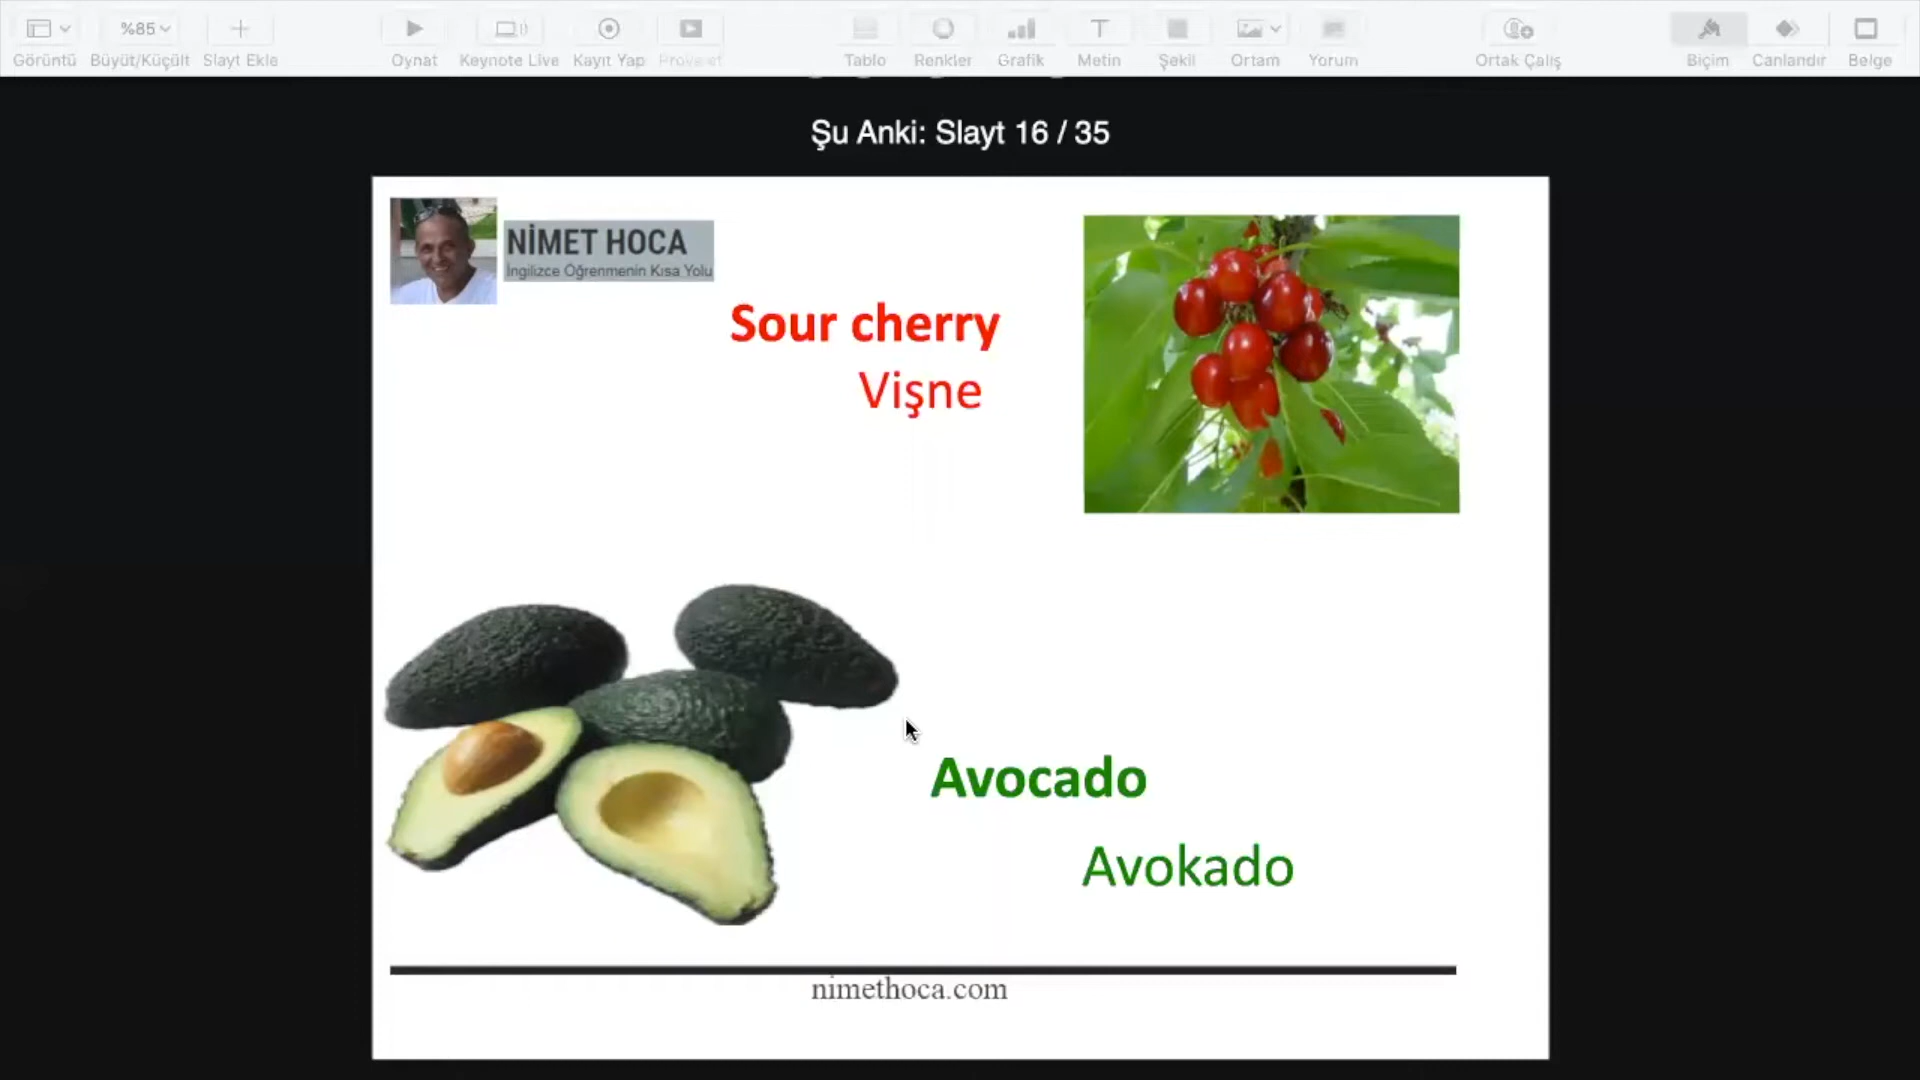 %85
Görüntü
Büyüt/Küçült
Slayt Ekle
Oynat
Keynote Live
Kayıt Yap
Tablo
Renkler
Grafik
Metin
Şekil
Ortam
Yorum
Ortak Çalış
Biçim
Canlandır
Belge
Şu Anki: Slayt 16 / 35
NİMET HOCA
İngilizce Öğrenmenin Kısa Yolu
Sour cherry
Vişne
Avocado
Avokado
nimethoca.com